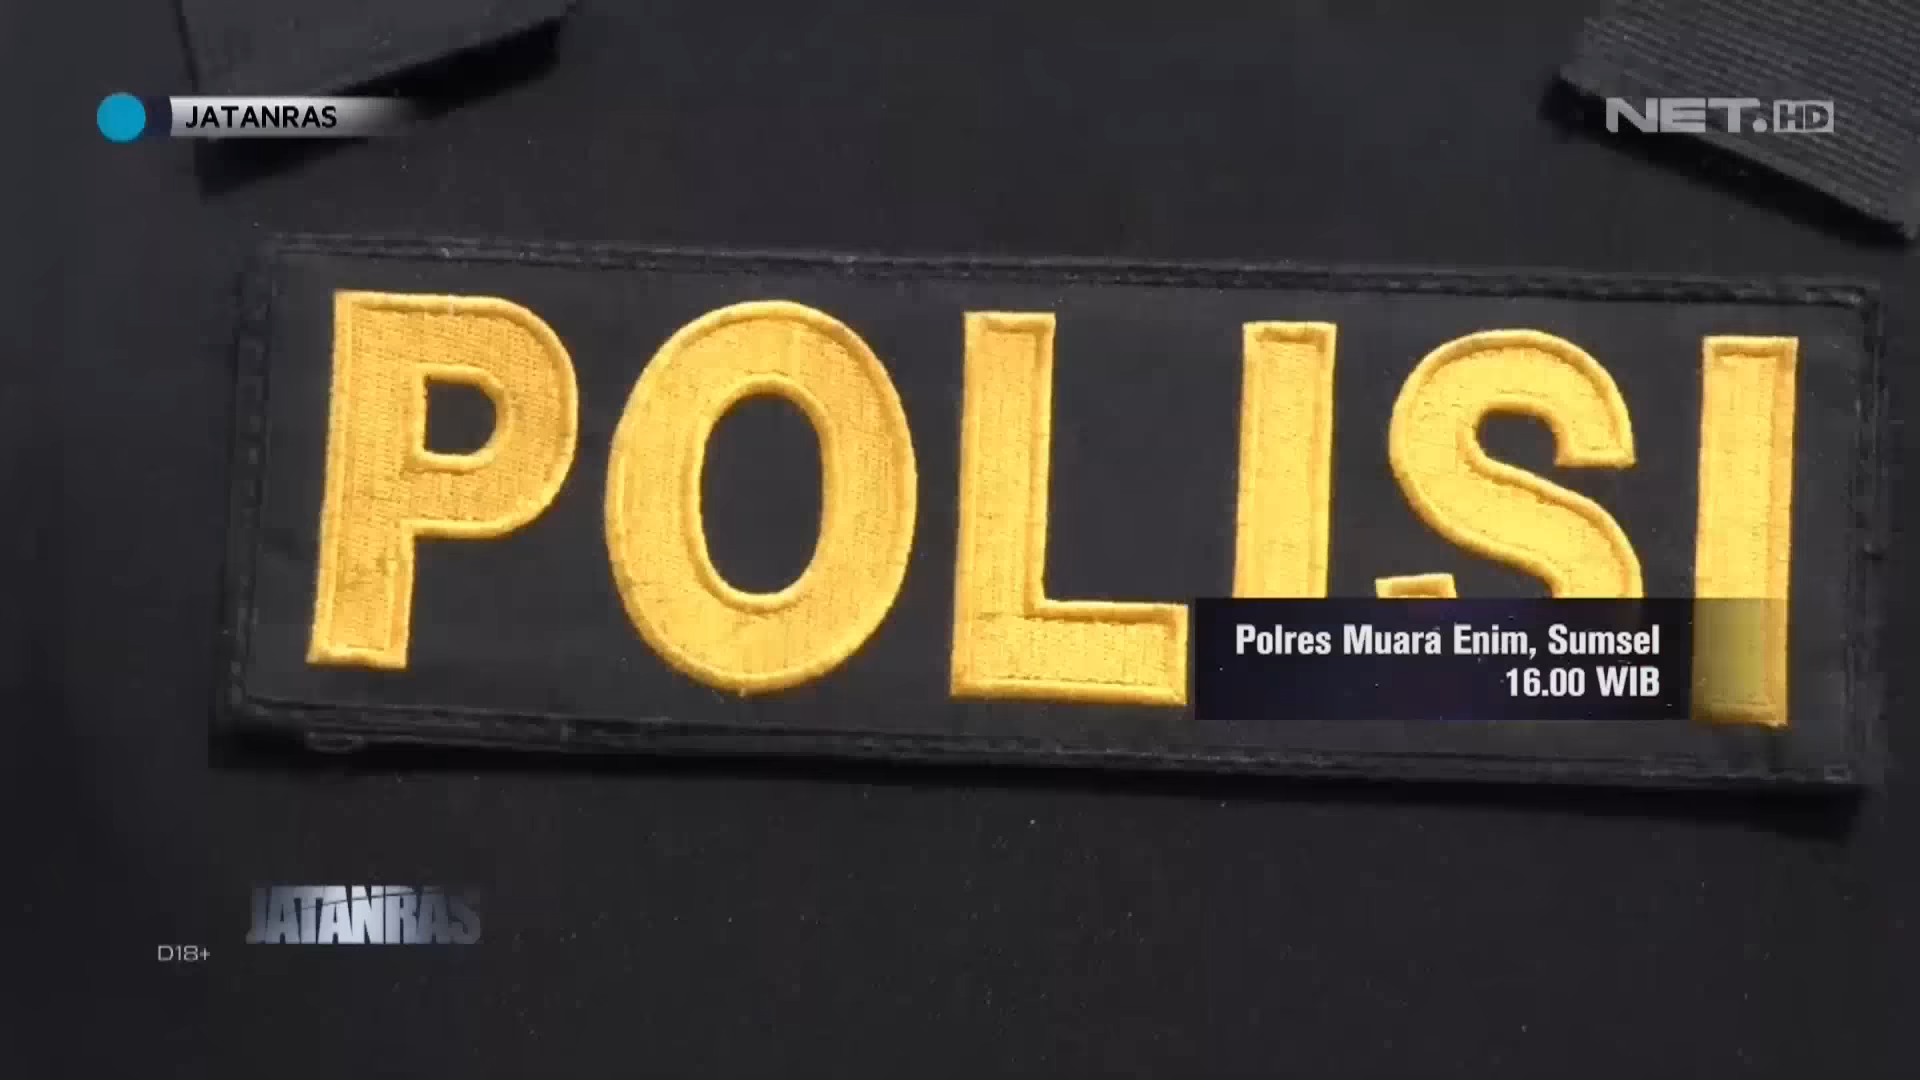 JATANRAS
NET. HD
POLISI
Polres Muara Enim, Sumsel
16.00 WIB
JATANRAS
D18+